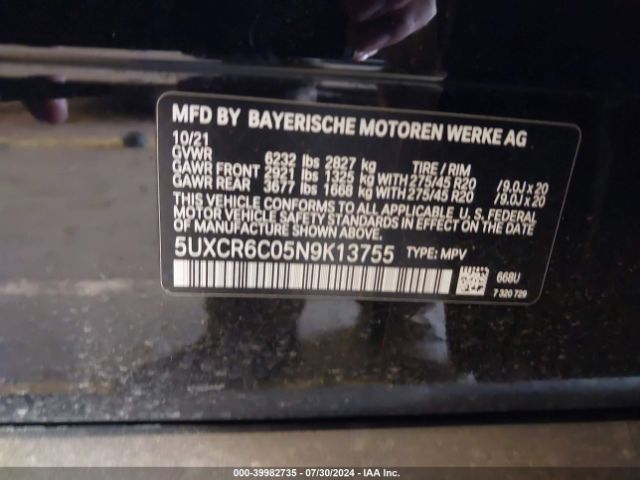 MFD BY BAYERISCHE MOTOREN WERKE AG
10/21
GVWR 6232 lbs 2827 kg TIRE / RIM
GAWR FRONT 2921 lbs 1325 kg WITH 275/45 R20 /9.0J x 20
GAWR REAR 3677 lbs 1668 kg WITH 275/45 R20 /9.0J x 20
THIS VEHICLE CONFORMS TO ALL APPLICABLE U. S. FEDERAL
MOTOR VEHICLE SAFETY STANDARDS IN EFFECT ON THE DATE
OF MANUFACTURE SHOWN ABOVE.
5UXCR6C05N9K13755 TYPE: MPV
668U
7 320 729
000-39982735 - 07/30/2024 - IAA Inc.